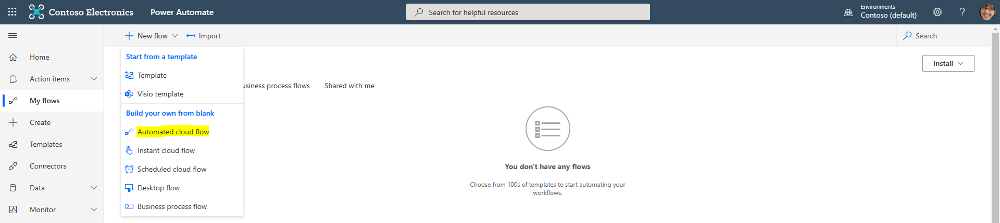 Contoso Electronics
Power Automate
Search for helpful resources
Environments
Contoso (default)
?
New flow
Import
Search
Home
Action items
My flows
Create
Templates
Connectors
Data
Monitor
Start from a template
Template
Visio template
Build your own from blank
Automated cloud flow
Instant cloud flow
Scheduled cloud flow
Desktop flow
Business process flow
Install
process flows
Shared with me
You don't have any flows
Choose from 100s of templates to start automating your
workflows.